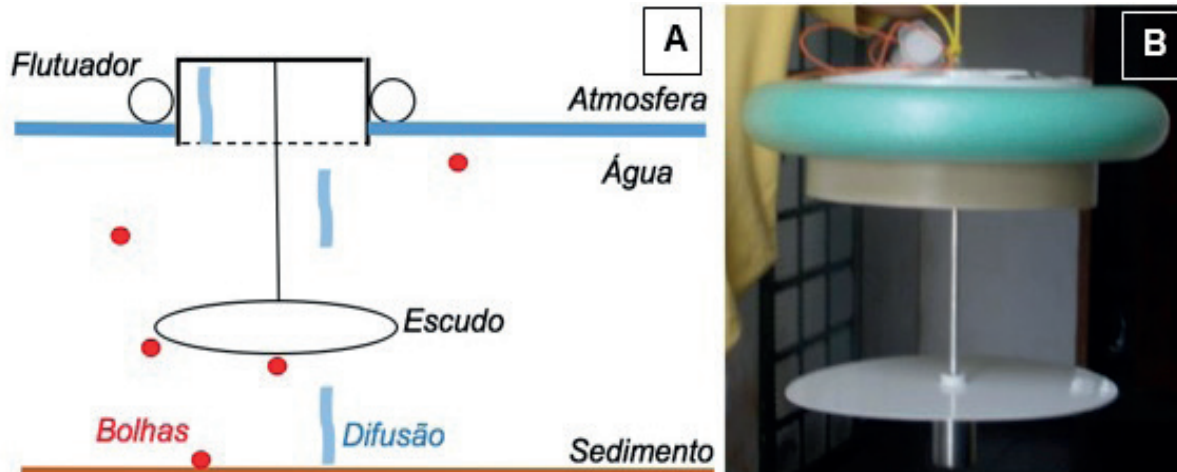 A
B
Flutuador
Atmosfera
Água
Escudo
Bolhas
Difusão
Sedimento